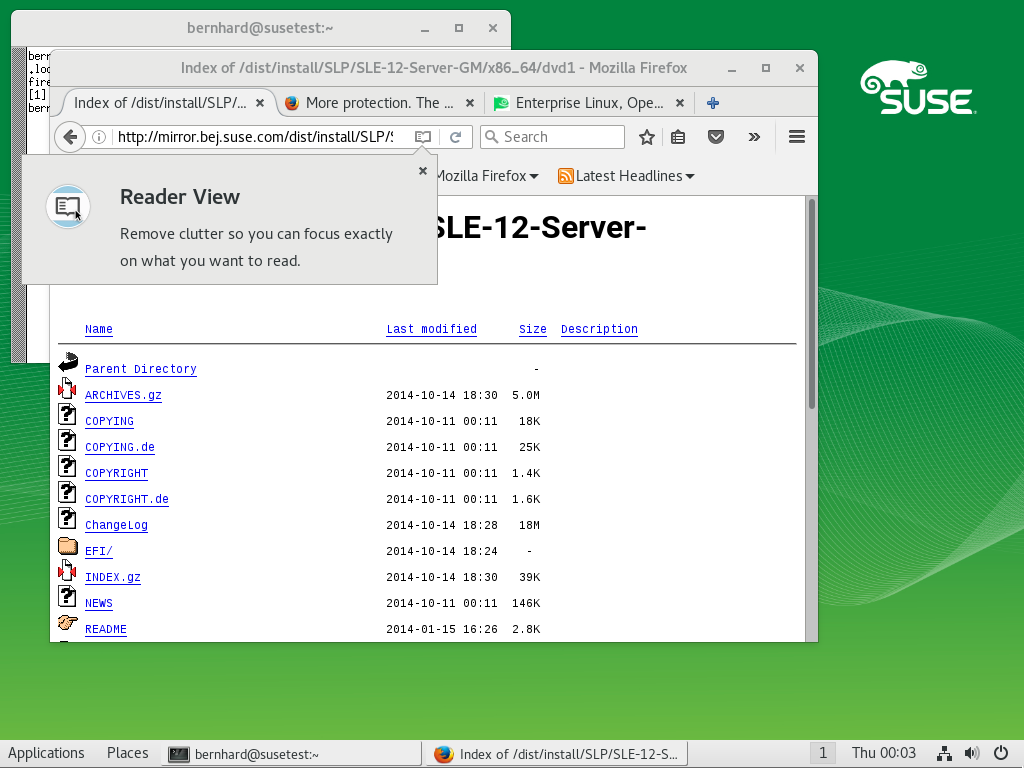 bernhard@susetest:~
bern
.loc
fire
[1]
bern
Index of /dist/install/SLP/SLE-12-Server-GM/x86_64/dvd1 - Mozilla Firefox
Index of /dist/install/SLP/...
More protection. The ...
Enterprise Linux, Ope...
http://mirror.bej.suse.com/dist/install/SLP/S
Search
Mozilla Firefox
Latest Headlines
Reader View
Remove clutter so you can focus exactly
on what you want to read.
SLE-12-Server-
Name Last modified Size Description
Parent Directory -
ARCHIVES.gz 2014-10-14 18:30 5.0M
COPYING 2014-10-11 00:11 18K
COPYING.de 2014-10-11 00:11 25K
COPYRIGHT 2014-10-11 00:11 1.4K
COPYRIGHT.de 2014-10-11 00:11 1.6K
ChangeLog 2014-10-14 18:28 18M
EFI/ 2014-10-14 18:24 -
INDEX.gz 2014-10-14 18:30 39K
NEWS 2014-10-11 00:11 146K
README 2014-01-15 16:26 2.8K
SUSE
Applications Places bernhard@susetest:~ Index of /dist/install/SLP/SLE-12-S... 1 Thu 00:03